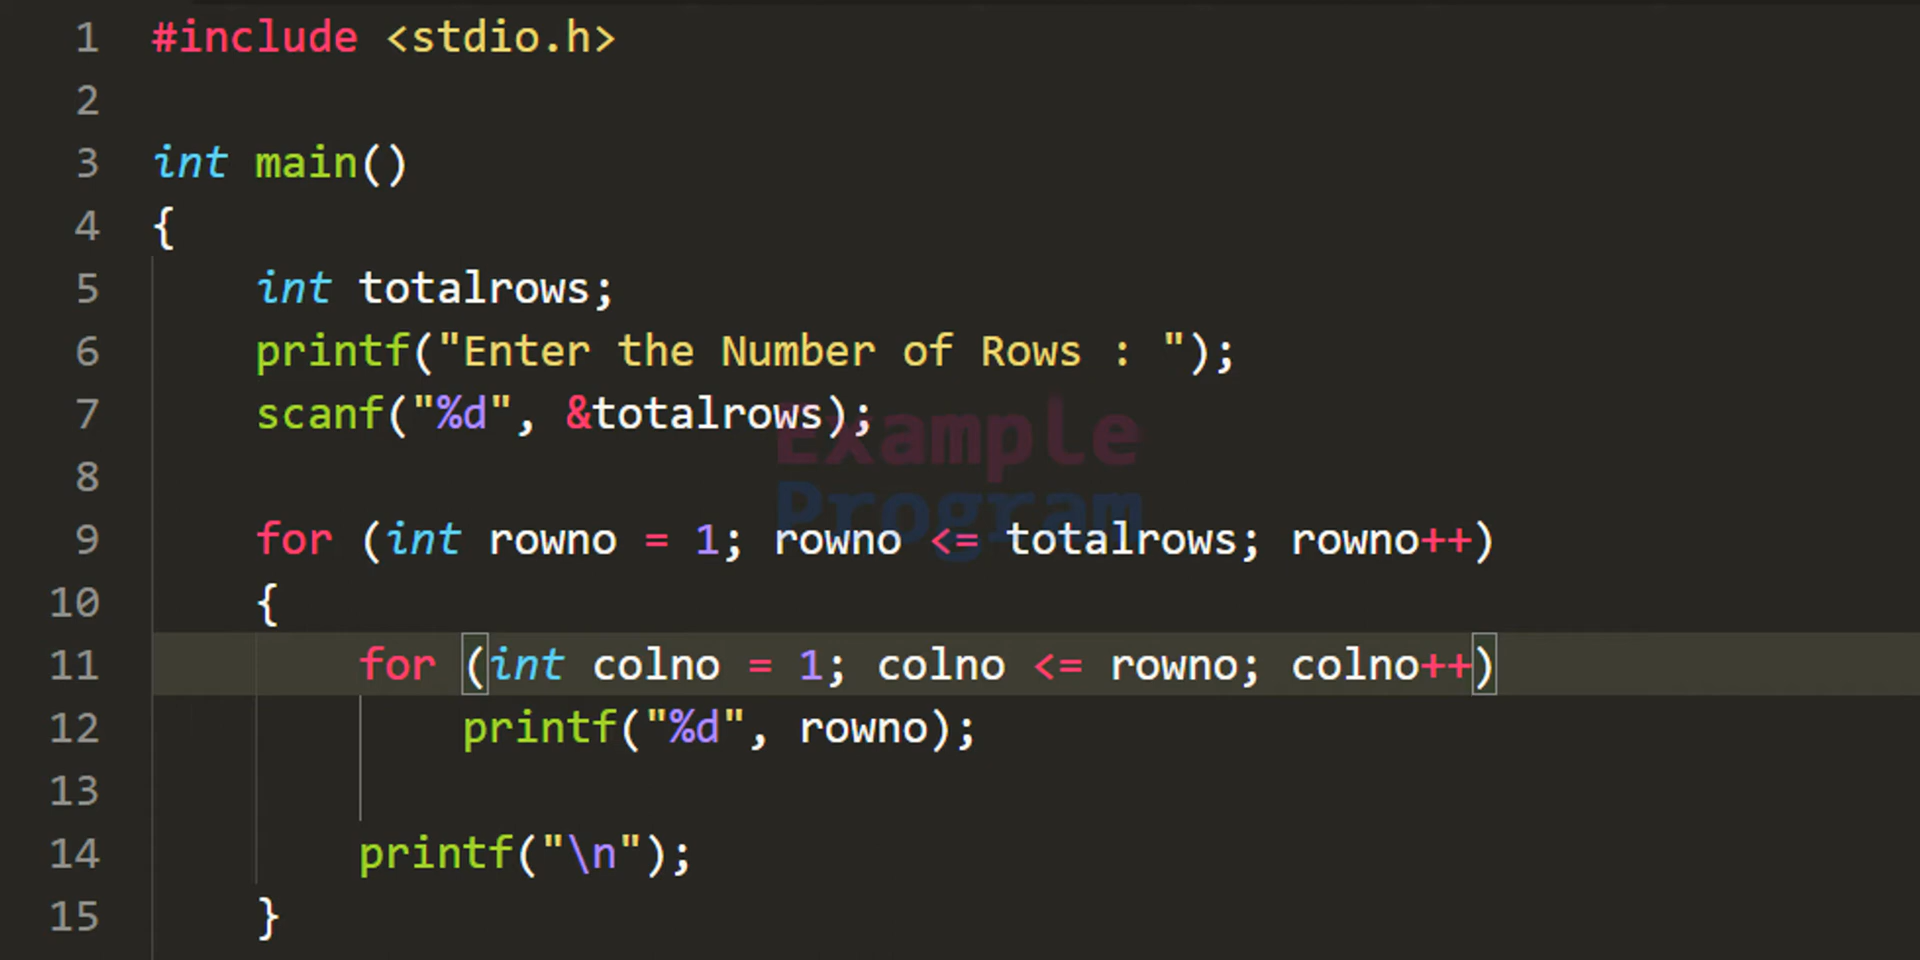 1 #include <stdio.h>
2
3 int main()
4 {
5     int totalrows;
6     printf("Enter the Number of Rows : ");
7     scanf("%d", &totalrows);
8
9     for (int rowno = 1; rowno <= totalrows; rowno++)
10     {
11         for (int colno = 1; colno <= rowno; colno++)
12             printf("%d", rowno);
13
14         printf("\n");
15     }
Example
Program